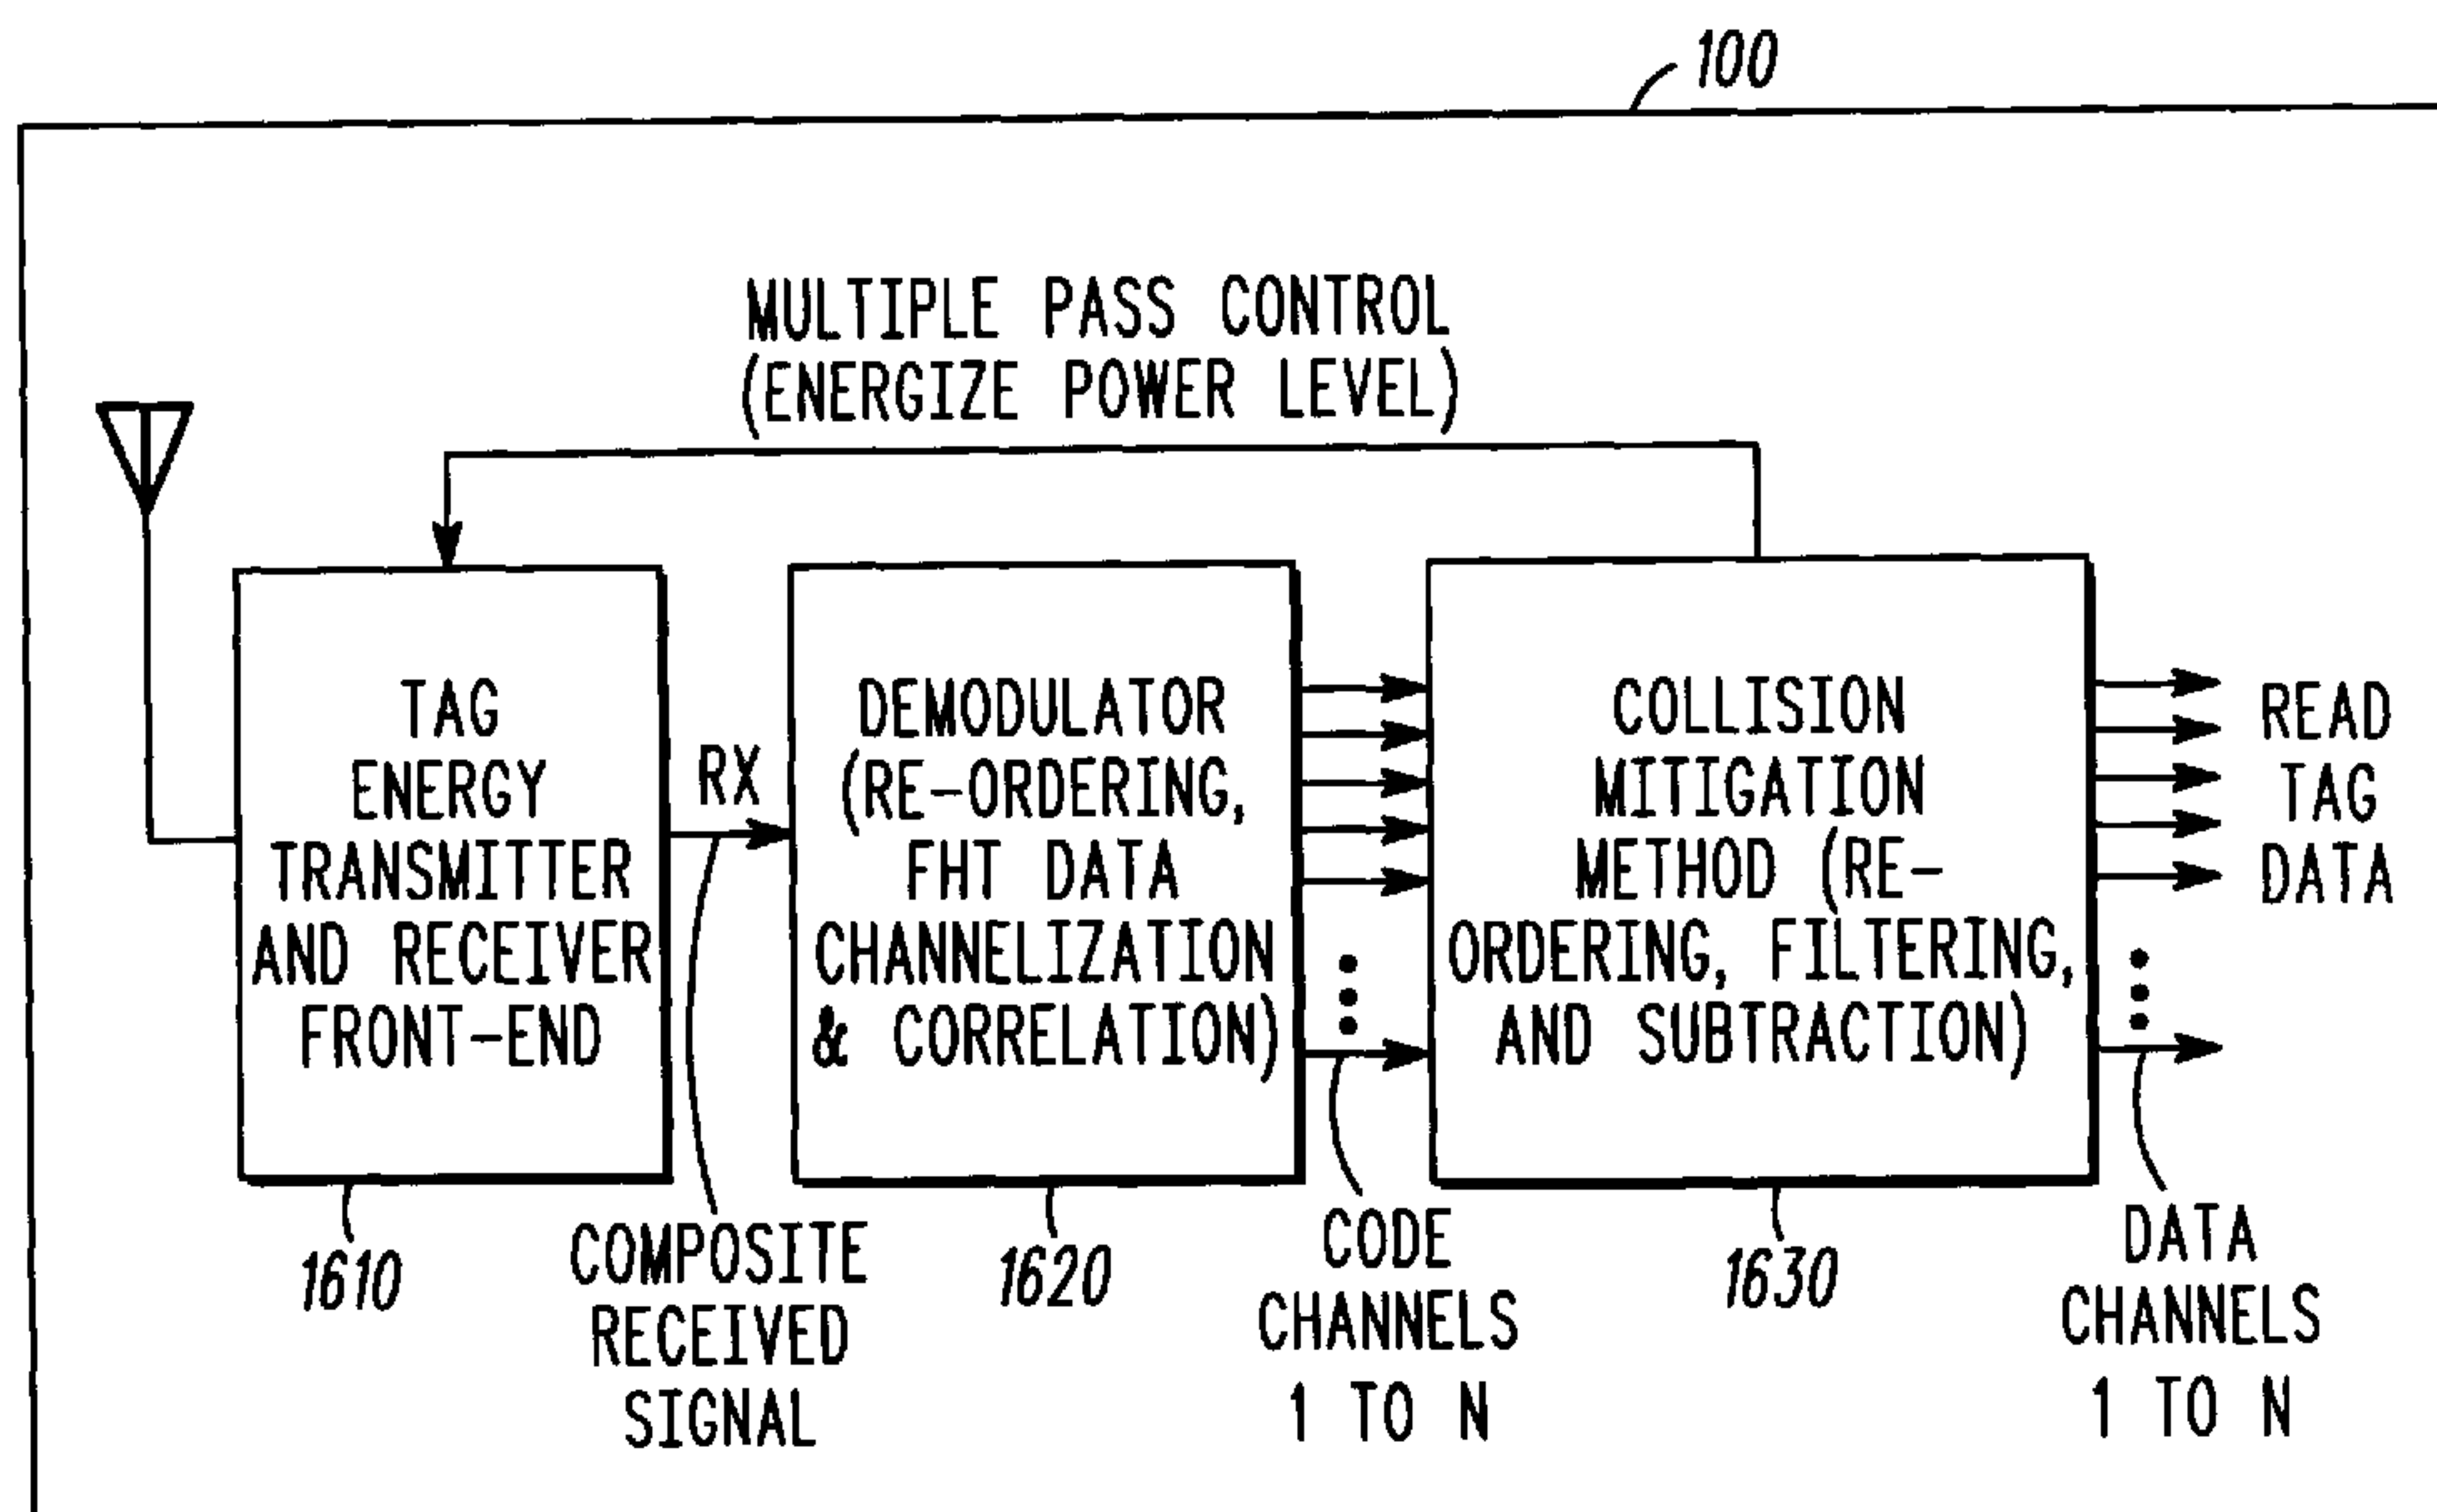 100
MULTIPLE PASS CONTROL
(ENERGIZE POWER LEVEL)
TAG
ENERGY
TRANSMITTER
AND RECEIVER
FRONT-END
RX
DEMODULATOR
(RE-ORDERING,
FHT DATA
CHANNELIZATION
& CORRELATION)
COLLISION
MITIGATION
METHOD (RE-
ORDERING, FILTERING,
AND SUBTRACTION)
READ
TAG
DATA
1610
COMPOSITE
RECEIVED
SIGNAL
1620
CODE
CHANNELS
1 TO N
1630
DATA
CHANNELS
1 TO N